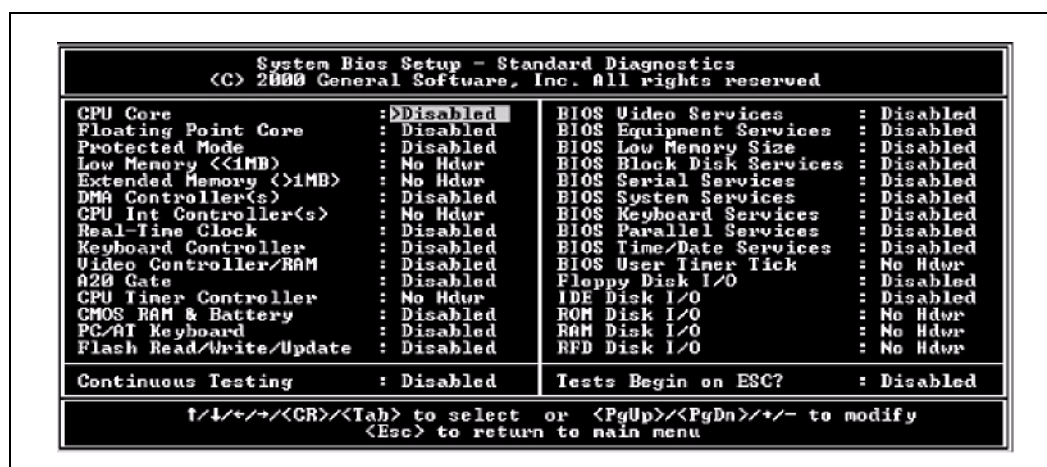 System Bios Setup - Standard Diagnostics
(C) 2000 General Software, Inc. All rights reserved
CPU Core :>Disabled
Floating Point Core : Disabled
Protected Mode : Disabled
Low Memory (<1MB) : No Hdwr
Extended Memory (>1MB) : No Hdwr
DMA Controller(s) : Disabled
CPU Int Controller(s) : No Hdwr
Real-Time Clock : Disabled
Keyboard Controller : Disabled
Video Controller/RAM : Disabled
A20 Gate : Disabled
CPU Timer Controller : No Hdwr
CMOS RAM & Battery : Disabled
PC/AT Keyboard : Disabled
Flash Read/Write/Update : Disabled
BIOS Video Services : Disabled
BIOS Equipment Services : Disabled
BIOS Low Memory Size : Disabled
BIOS Block Disk Services : Disabled
BIOS Serial Services : Disabled
BIOS System Services : Disabled
BIOS Keyboard Services : Disabled
BIOS Parallel Services : Disabled
BIOS Time/Date Services : Disabled
BIOS User Timer Tick : No Hdwr
Floppy Disk I/O : Disabled
IDE Disk I/O : Disabled
ROM Disk I/O : No Hdwr
RAM Disk I/O : No Hdwr
RFD Disk I/O : No Hdwr
Continuous Testing : Disabled
Tests Begin on ESC? : Disabled
↑/↓/←/→/<CR>/<Tab> to select or <PgUp>/<PgDn>/+/- to modify
<Esc> to return to main menu